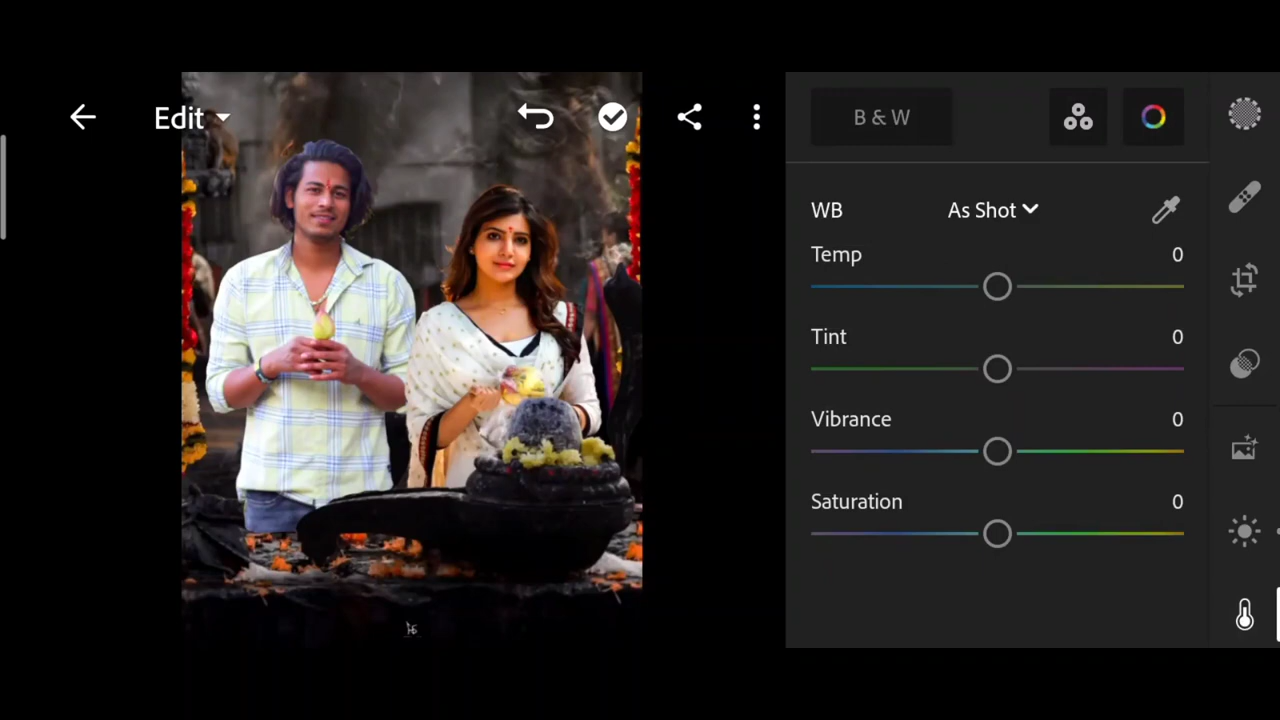 Edit
B & W
WB As Shot
Temp 0
Tint 0
Vibrance 0
Saturation 0